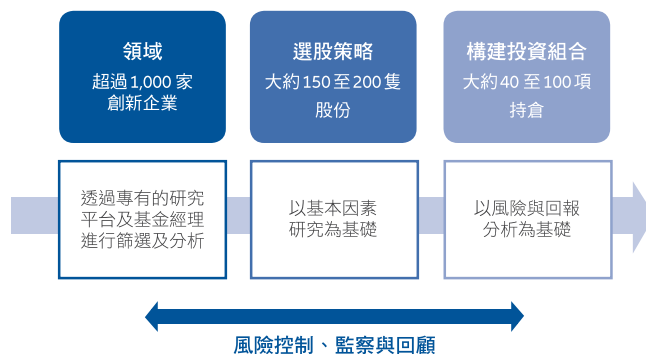 領域
超過1,000 家
創新企業
選股策略
大約150 至200 隻
股份
構建投資組合
大約40 至100 項
持倉
透過專有的研究
平台及基金經理
進行篩選及分析
以基本因素
研究為基礎
以風險與回報
分析為基礎
風險控制、監察與回顧